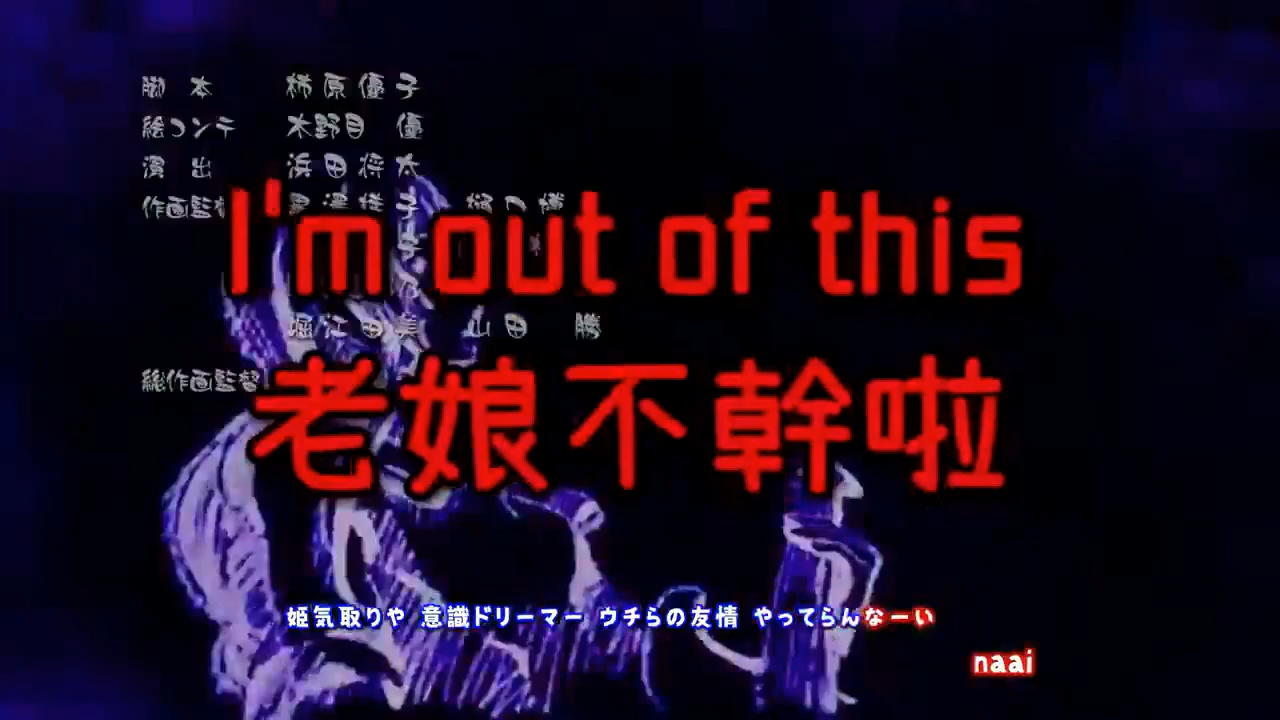 脚本 柿原優子
絵コンテ 木野目 優
演出 浜田将太
作画監督
I'm out of this
堀江由美 山田 勝
総作画監督
老娘不幹啦
姫気取りや 意識ドリーマー ウチらの友情 やってらんなーい
naai